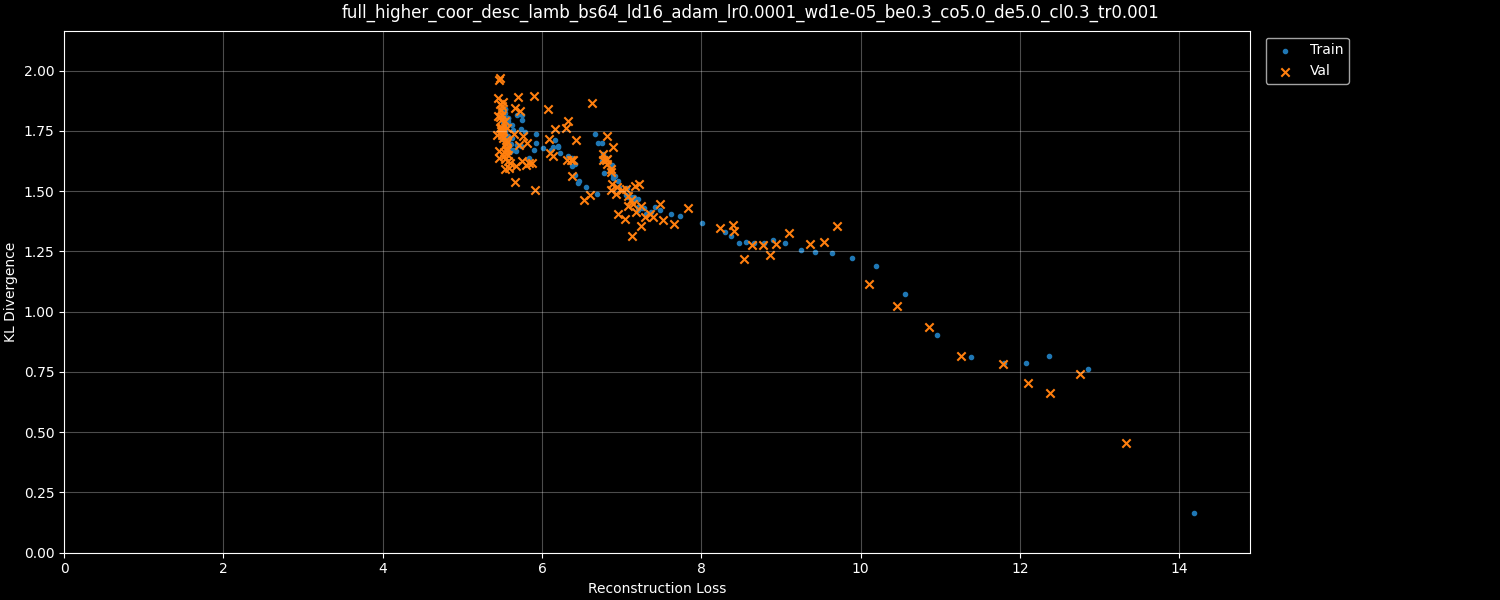 full_higher_coor_desc_lamb_bs64_ld16_adam_lr0.0001_wd1e-05_be0.3_co5.0_de5.0_cl0.3_tr0.001
Train
Val
2.00
1.75
1.50
1.25
1.00
0.75
0.50
0.25
0.00
KL Divergence
0 2 4 6 8 10 12 14
Reconstruction Loss